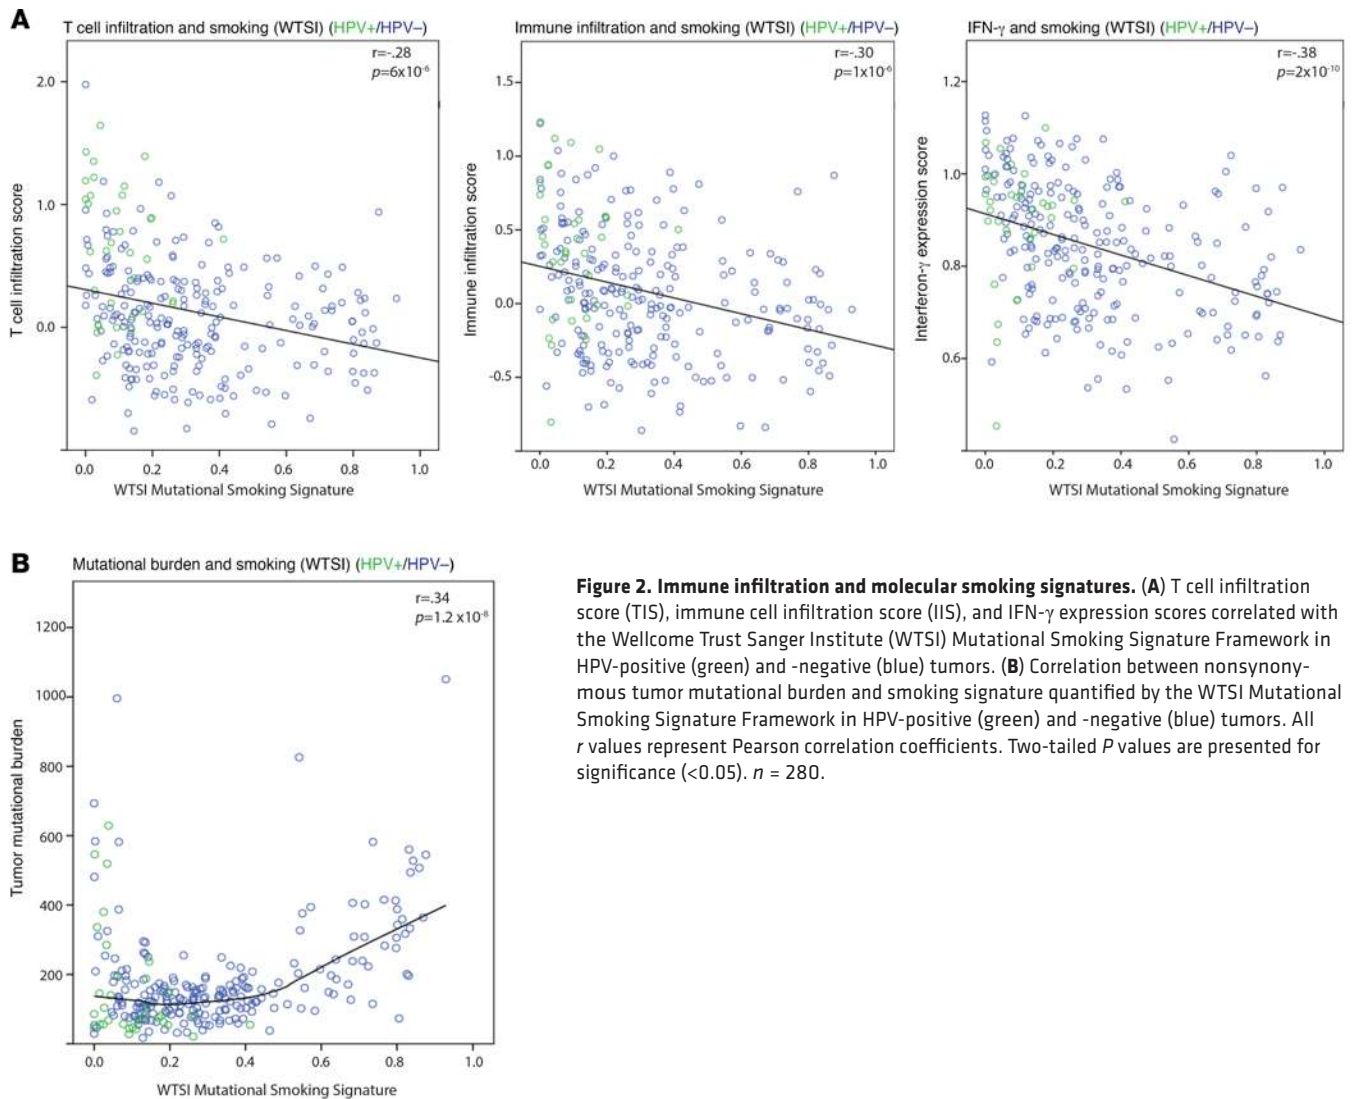 A
T cell infiltration and smoking (WTSI) (HPV+/HPV–)
r=-.28
p=6x10⁻⁶
2.0
1.0
0.0
T cell infiltration score
0.0 0.2 0.4 0.6 0.8 1.0
WTSI Mutational Smoking Signature
Immune infiltration and smoking (WTSI) (HPV+/HPV–)
r=-.30
p=1x10⁻⁶
1.5
1.0
0.5
0.0
-0.5
Immune infiltration score
0.0 0.2 0.4 0.6 0.8 1.0
WTSI Mutational Smoking Signature
IFN-γ and smoking (WTSI) (HPV+/HPV–)
r=-.38
p=2x10⁻¹⁰
1.2
1.0
0.8
0.6
Interferon-γ expression score
0.0 0.2 0.4 0.6 0.8 1.0
WTSI Mutational Smoking Signature
B
Mutational burden and smoking (WTSI) (HPV+/HPV–)
r=.34
p=1.2 x10⁻⁸
1200
1000
800
600
400
200
Tumor mutational burden
0.0 0.2 0.4 0.6 0.8 1.0
WTSI Mutational Smoking Signature
Figure 2. Immune infiltration and molecular smoking signatures. (A) T cell infiltration
score (TIS), immune cell infiltration score (IIS), and IFN-γ expression scores correlated with
the Wellcome Trust Sanger Institute (WTSI) Mutational Smoking Signature Framework in
HPV-positive (green) and -negative (blue) tumors. (B) Correlation between nonsynony-
mous tumor mutational burden and smoking signature quantified by the WTSI Mutational
Smoking Signature Framework in HPV-positive (green) and -negative (blue) tumors. All
r values represent Pearson correlation coefficients. Two-tailed P values are presented for
significance (<0.05). n = 280.